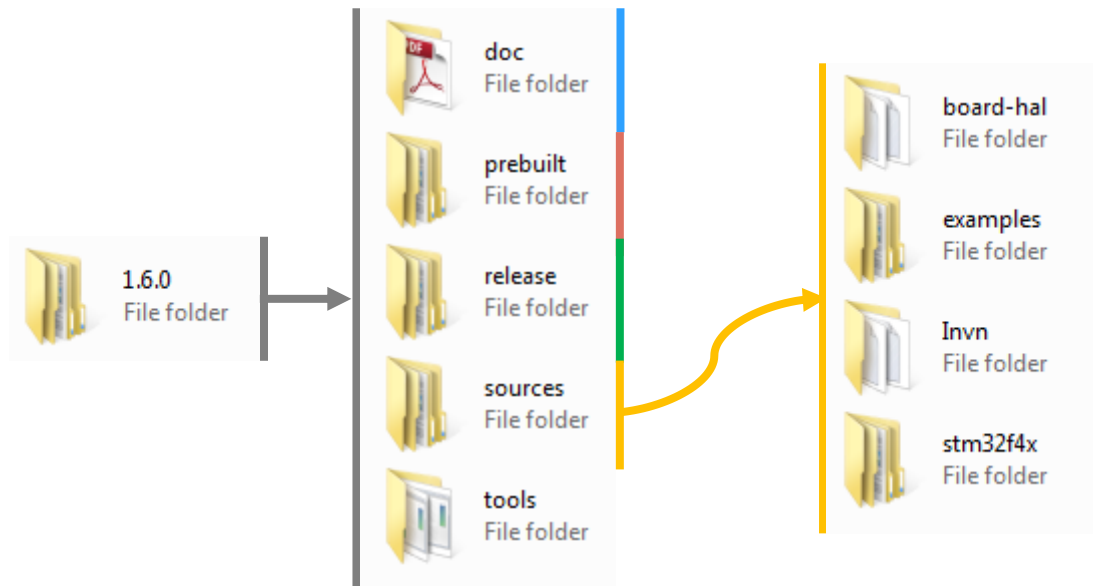 1.6.0
File folder
doc
File folder
prebuilt
File folder
release
File folder
sources
File folder
tools
File folder
board-hal
File folder
examples
File folder
Invn
File folder
stm32f4x
File folder